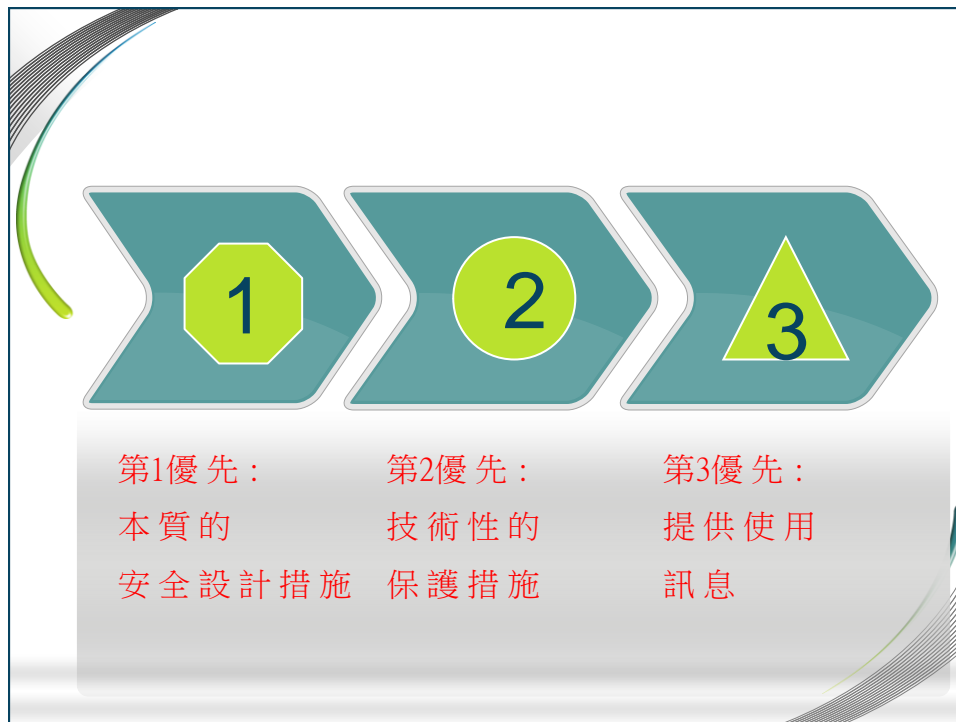 1
2
3
第1優先：
本質的
安全設計措施
第2優先：
技術性的
保護措施
第3優先：
提供使用
訊息